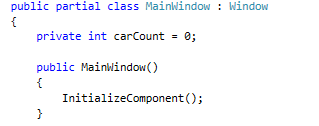 public partial class MainWindow : Window
{
    private int carCount = 0;

    public MainWindow()
    {
        InitializeComponent();
    }